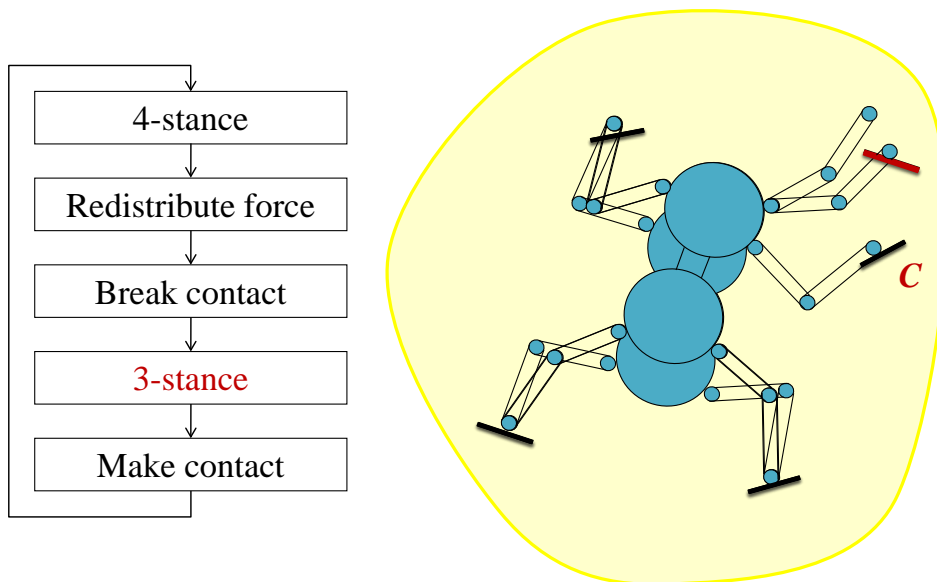 4-stance
Redistribute force
Break contact
3-stance
Make contact
C